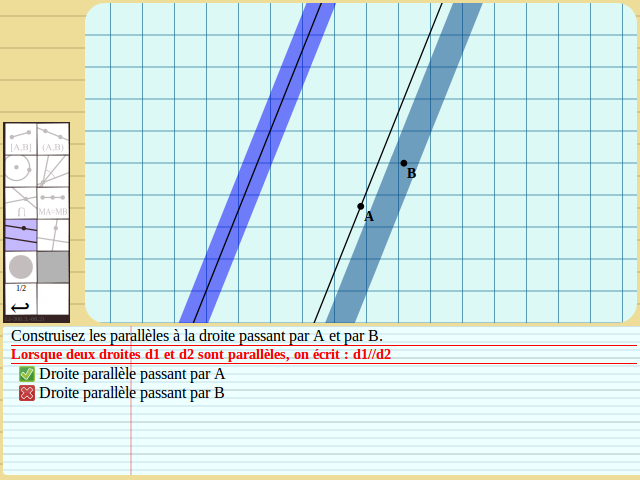 [A,B] (A,B)
⋂ MA=MB
1/2
A
B
Construisez les parallèles à la droite passant par A et par B.
Lorsque deux droites d1 et d2 sont parallèles, on écrit : d1//d2
Droite parallèle passant par A
Droite parallèle passant par B